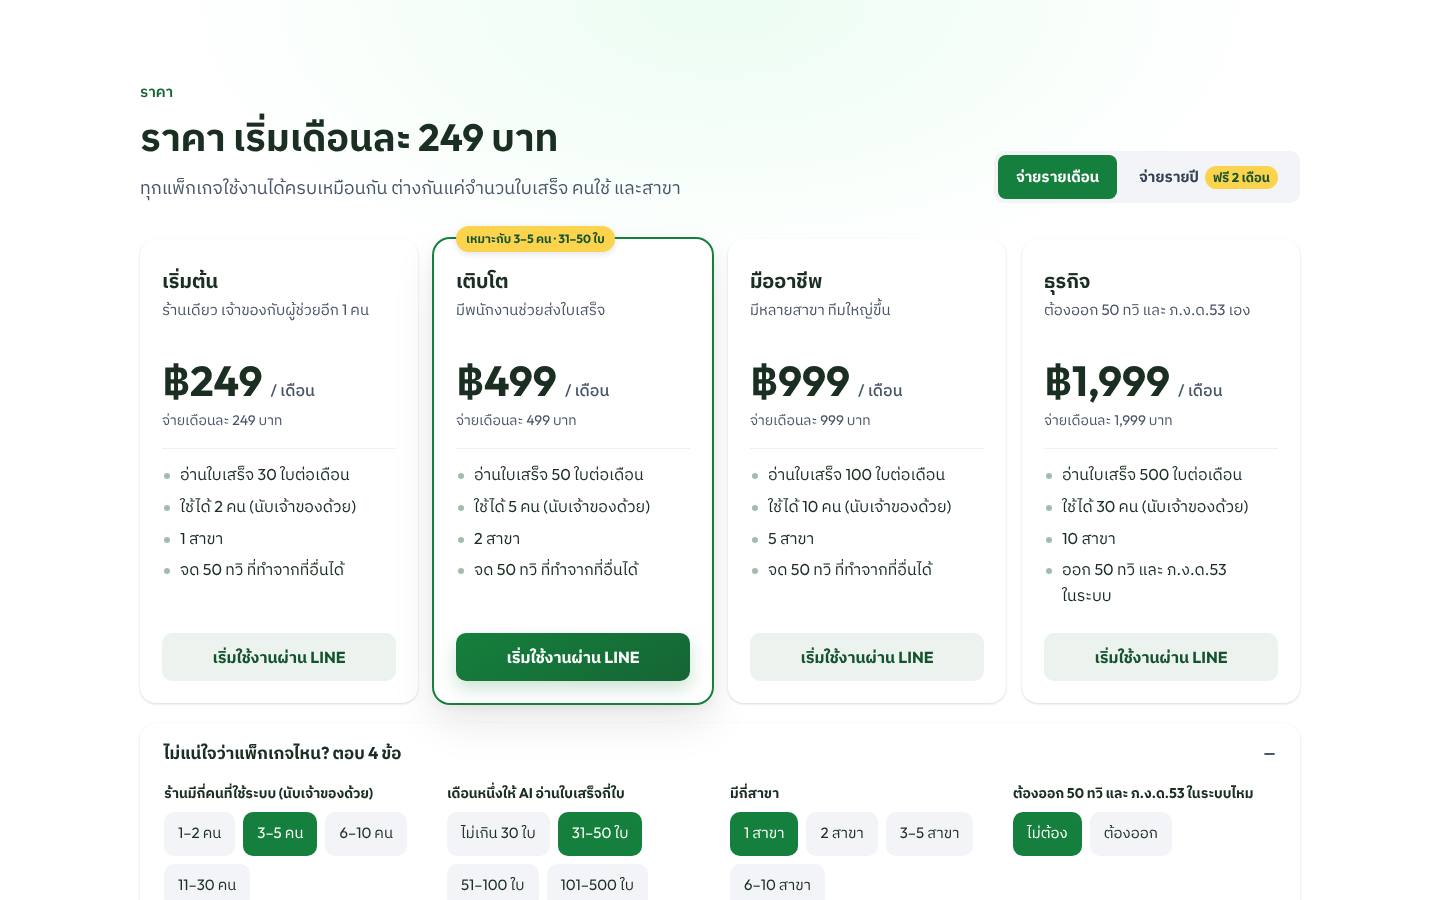 ราคา
ราคา เริ่มเดือนละ 249 บาท
ทุกแพ็กเกจใช้งานได้ครบเหมือนกัน ต่างกันแค่จำนวนใบเสร็จ คนใช้ และสาขา
จ่ายรายเดือน
จ่ายรายปี ฟรี 2 เดือน
เริ่มต้น
ร้านเดียว เจ้าของกับผู้ช่วยอีก 1 คน
฿249 / เดือน
จ่ายเดือนละ 249 บาท
อ่านใบเสร็จ 30 ใบต่อเดือน
ใช้ได้ 2 คน (นับเจ้าของด้วย)
1 สาขา
จด 50 ทวิ ที่ทำจากที่อื่นได้
เริ่มใช้งานผ่าน LINE
เหมาะกับ 3–5 คน · 31–50 ใบ
เติบโต
มีพนักงานช่วยส่งใบเสร็จ
฿499 / เดือน
จ่ายเดือนละ 499 บาท
อ่านใบเสร็จ 50 ใบต่อเดือน
ใช้ได้ 5 คน (นับเจ้าของด้วย)
2 สาขา
จด 50 ทวิ ที่ทำจากที่อื่นได้
เริ่มใช้งานผ่าน LINE
มืออาชีพ
มีหลายสาขา ทีมใหญ่ขึ้น
฿999 / เดือน
จ่ายเดือนละ 999 บาท
อ่านใบเสร็จ 100 ใบต่อเดือน
ใช้ได้ 10 คน (นับเจ้าของด้วย)
5 สาขา
จด 50 ทวิ ที่ทำจากที่อื่นได้
เริ่มใช้งานผ่าน LINE
ธุรกิจ
ต้องออก 50 ทวิ และ ภ.ง.ด.53 เอง
฿1,999 / เดือน
จ่ายเดือนละ 1,999 บาท
อ่านใบเสร็จ 500 ใบต่อเดือน
ใช้ได้ 30 คน (นับเจ้าของด้วย)
10 สาขา
ออก 50 ทวิ และ ภ.ง.ด.53
ในระบบ
เริ่มใช้งานผ่าน LINE
ไม่แน่ใจว่าแพ็กเกจไหน? ตอบ 4 ข้อ
ร้านมีกี่คนที่ใช้ระบบ (นับเจ้าของด้วย)
1–2 คน
3–5 คน
6–10 คน
11–30 คน
เดือนหนึ่งให้ AI อ่านใบเสร็จกี่ใบ
ไม่เกิน 30 ใบ
31–50 ใบ
51–100 ใบ
101–500 ใบ
มีกี่สาขา
1 สาขา
2 สาขา
3–5 สาขา
6–10 สาขา
ต้องออก 50 ทวิ และ ภ.ง.ด.53 ในระบบไหม
ไม่ต้อง
ต้องออก